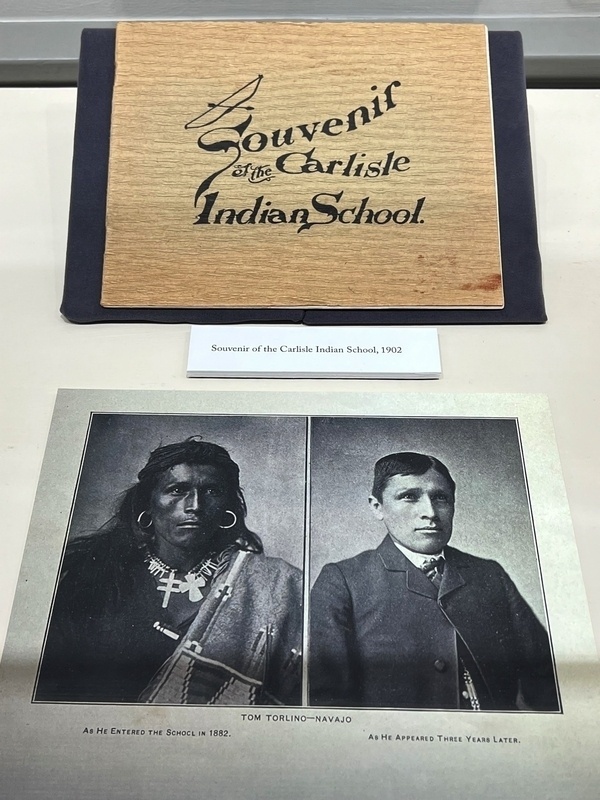 Souvenir
of the Carlisle
Indian School.
Souvenir of the Carlisle Indian School, 1902
TOM TORLINO—NAVAJO
AS HE ENTERED THE SCHOOL IN 1882.
AS HE APPEARED THREE YEARS LATER.